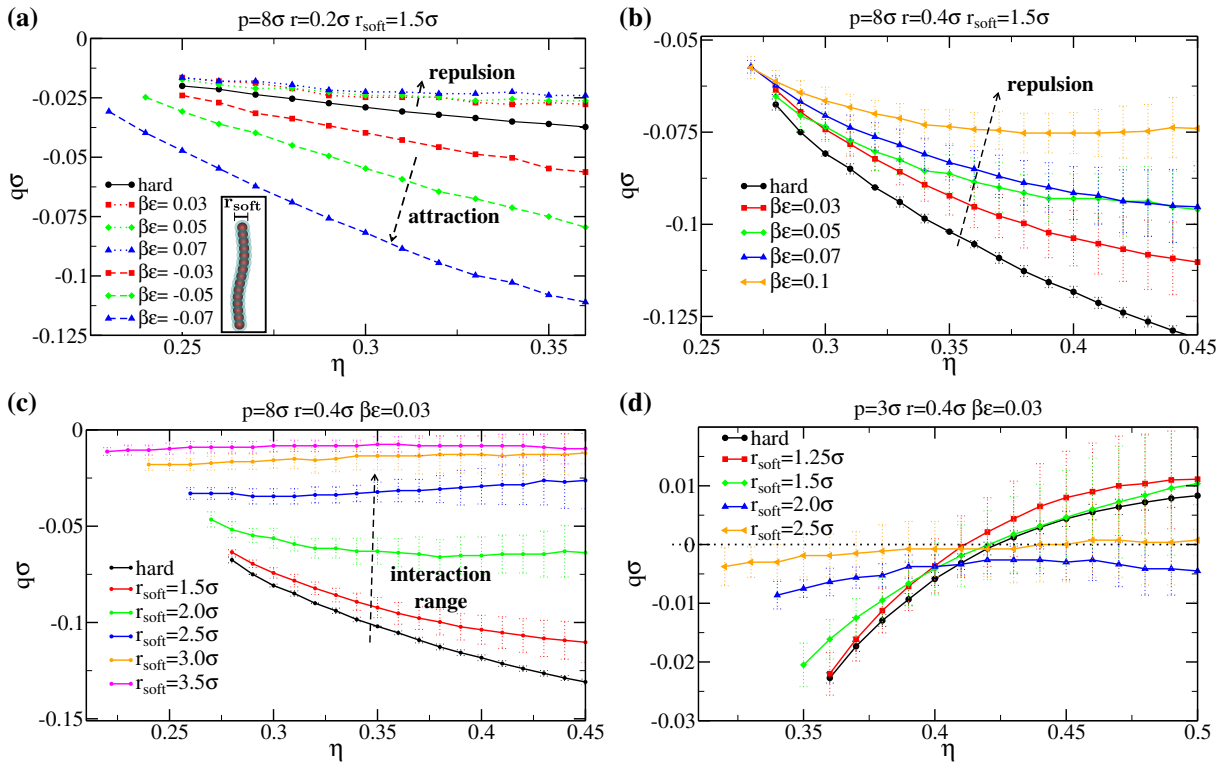 (a)
p=8σ r=0.2σ r_soft=1.5σ
0
-0.025
-0.05
-0.075
-0.1
-0.125
qσ
repulsion
attraction
hard
βε= 0.03
βε= 0.05
βε= 0.07
βε= -0.03
βε= -0.05
βε= -0.07
r_soft
0.25
0.3
0.35
η
(b)
p=8σ r=0.4σ r_soft=1.5σ
-0.05
-0.075
-0.1
-0.125
qσ
repulsion
hard
βε=0.03
βε=0.05
βε=0.07
βε=0.1
0.3
0.35
0.4
0.45
η
(c)
p=8σ r=0.4σ βε=0.03
0
-0.05
-0.1
-0.15
qσ
interaction
range
hard
r_soft=1.5σ
r_soft=2.0σ
r_soft=2.5σ
r_soft=3.0σ
r_soft=3.5σ
0.25
0.3
0.35
0.4
0.45
η
(d)
p=3σ r=0.4σ βε=0.03
hard
r_soft=1.25σ
r_soft=1.5σ
r_soft=2.0σ
r_soft=2.5σ
0.01
-0.000
-0.01
-0.02
-0.03
qσ
0.35
0.4
0.45
0.5
η